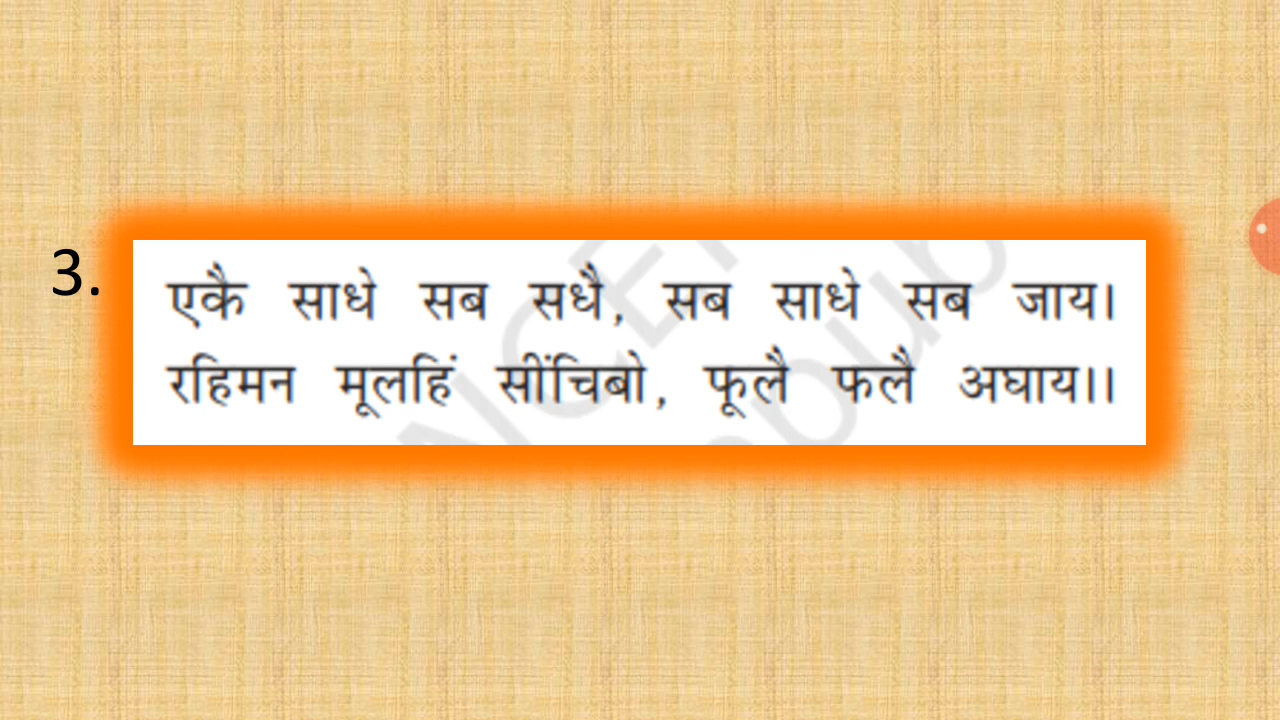 3.
एकै साधे सब सधै, सब साधे सब जाय।
रहिमन मूलहिं सींचिबो, फूलै फलै अघाय।।